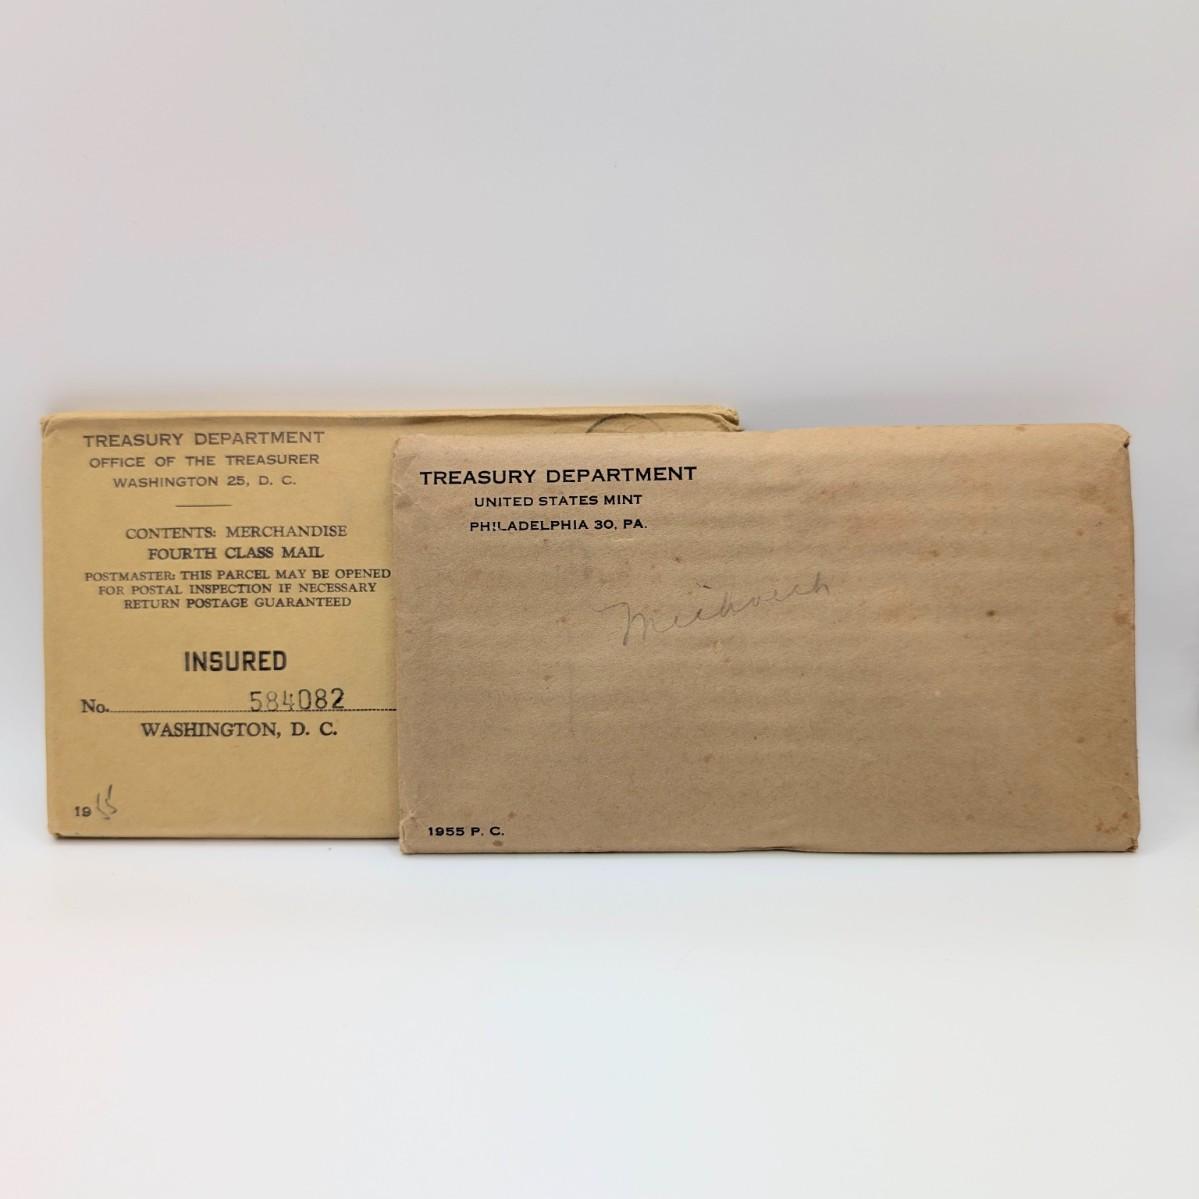 TREASURY DEPARTMENT
OFFICE OF THE TREASURER
WASHINGTON 25, D. C.
CONTENTS: MERCHANDISE
FOURTH CLASS MAIL
POSTMASTER: THIS PARCEL MAY BE OPENED
FOR POSTAL INSPECTION IF NECESSARY
RETURN POSTAGE GUARANTEED
INSURED
No. 584082
WASHINGTON, D. C.
1955
TREASURY DEPARTMENT
UNITED STATES MINT
PHILADELPHIA 30, PA.
1955 P. C.